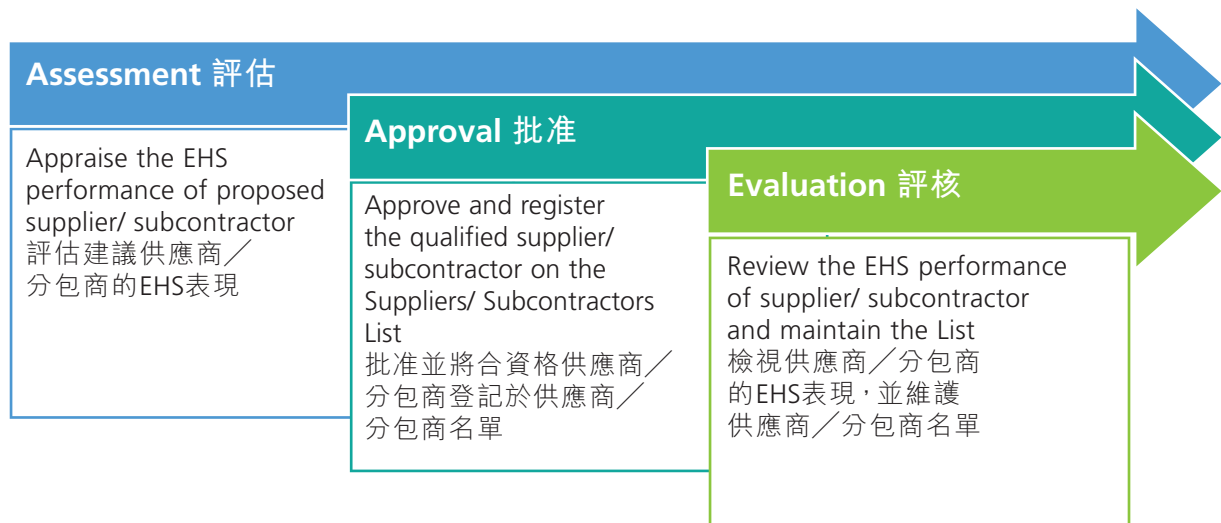 Assessment 評估
Appraise the EHS
performance of proposed
supplier/ subcontractor
評估建議供應商／
分包商的EHS表現
Approval 批准
Approve and register
the qualified supplier/
subcontractor on the
Suppliers/ Subcontractors
List
批准並將合資格供應商／
分包商登記於供應商／
分包商名單
Evaluation 評核
Review the EHS performance
of supplier/ subcontractor
and maintain the List
檢視供應商／分包商
的EHS表現，並維護
供應商／分包商名單